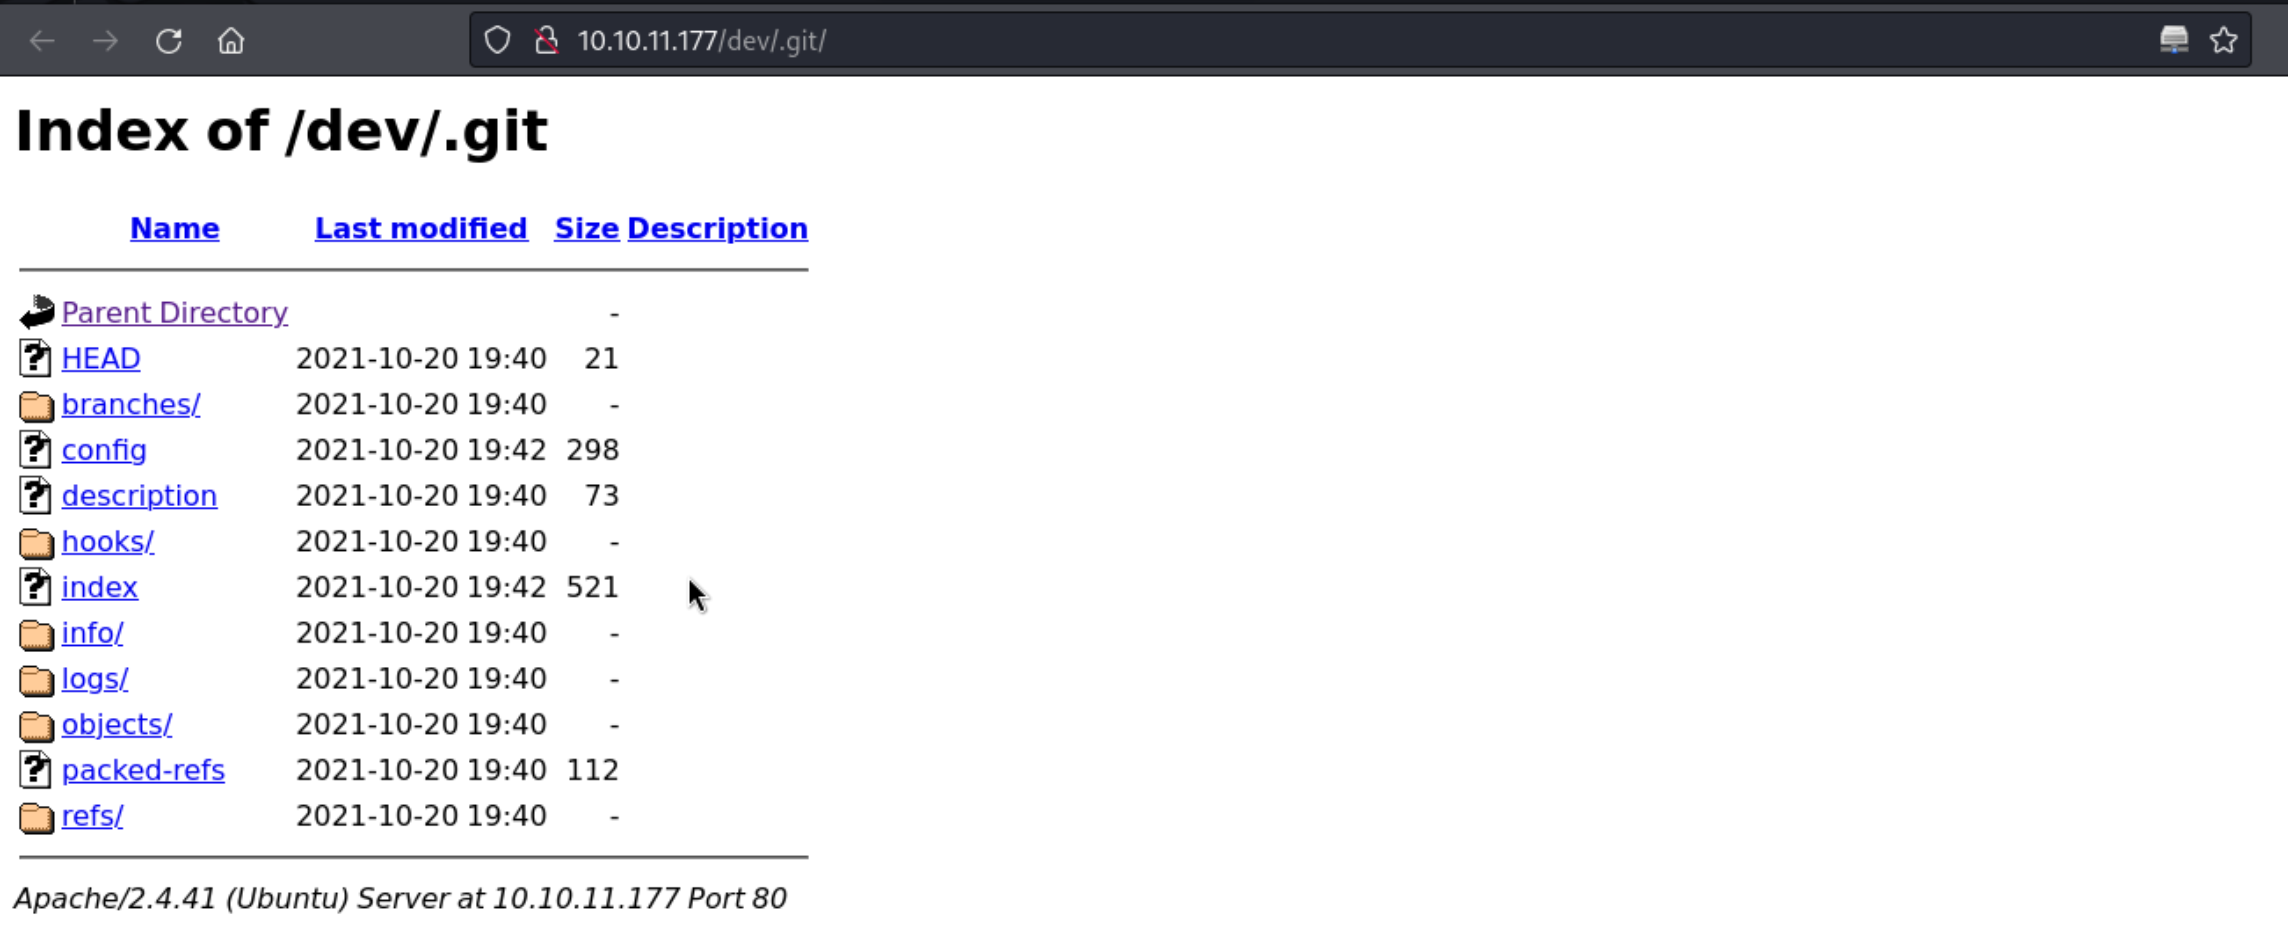 10.10.11.177/dev/.git/
Index of /dev/.git
Name Last modified Size Description
Parent Directory -
HEAD 2021-10-20 19:40 21
branches/ 2021-10-20 19:40 -
config 2021-10-20 19:42 298
description 2021-10-20 19:40 73
hooks/ 2021-10-20 19:40 -
index 2021-10-20 19:42 521
info/ 2021-10-20 19:40 -
logs/ 2021-10-20 19:40 -
objects/ 2021-10-20 19:40 -
packed-refs 2021-10-20 19:40 112
refs/ 2021-10-20 19:40 -
Apache/2.4.41 (Ubuntu) Server at 10.10.11.177 Port 80